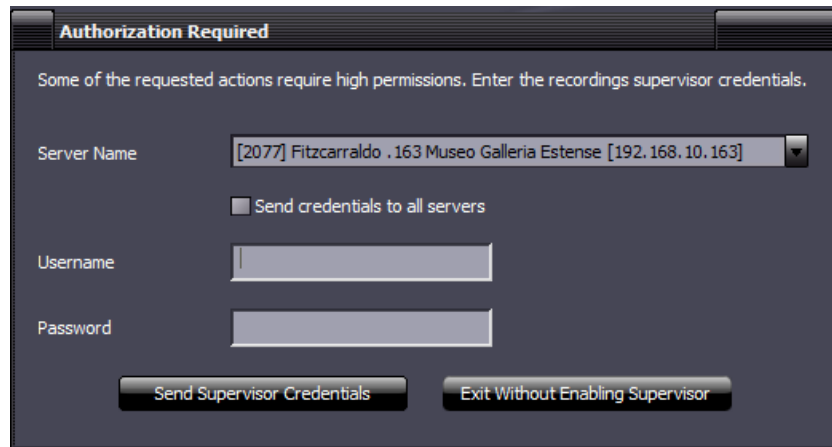 Authorization Required
Some of the requested actions require high permissions. Enter the recordings supervisor credentials.
Server Name
[2077] Fitzcarraldo .163 Museo Galleria Estense [192.168.10.163]
Send credentials to all servers
Username
Password
Send Supervisor Credentials
Exit Without Enabling Supervisor